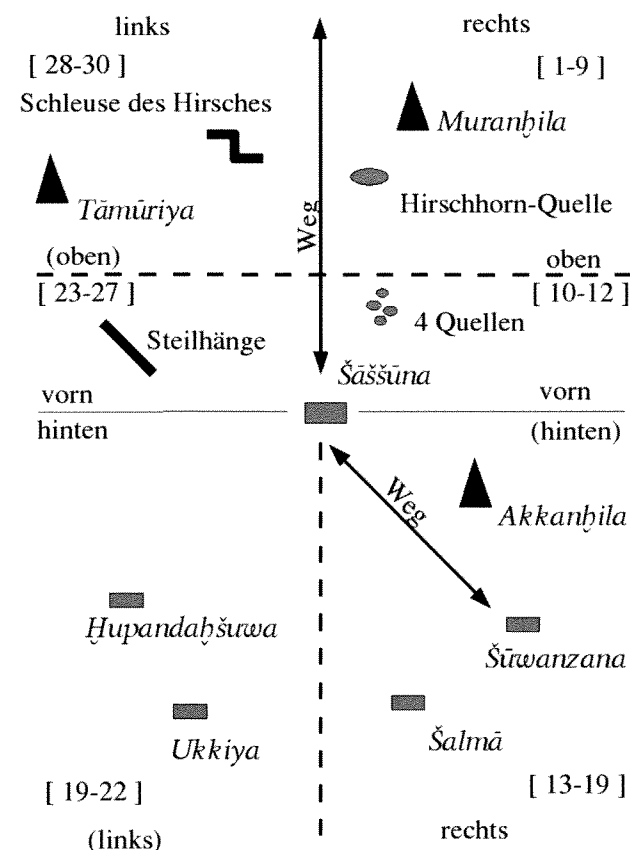 links
rechts
[ 28-30 ]
[ 1-9 ]
Schleuse des Hirsches
Muranḫila
Tāmūriya
Hirschhorn-Quelle
Weg
(oben)
oben
[ 23-27 ]
[ 10-12 ]
4 Quellen
Steilhänge
Šāššūna
vorn
vorn
hinten
(hinten)
Weg
Akkanḫila
Ḫupandaḫšuwa
Šūwanzana
Ukkiya
Šalmā
[ 19-22 ]
[ 13-19 ]
(links)
rechts